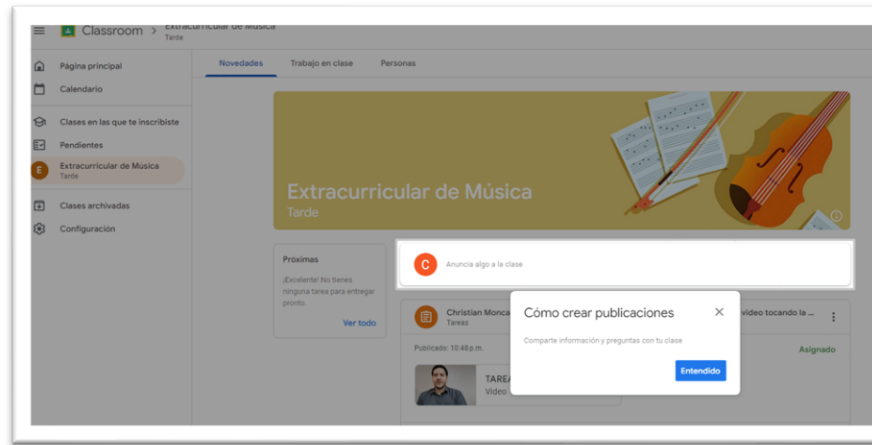 Classroom > Extracurricular de Música
Tarde
Página principal
Calendario
Clases en las que te inscribiste
Pendientes
E Extracurricular de Música
Tarde
Clases archivadas
Configuración
Novedades Trabajo en clase Personas
Extracurricular de Música
Tarde
Próximas
¡Excelente! No tienes
ninguna tarea para entregar
pronto.
Ver todo
C Anuncia algo a la clase
Christian Monca video tocando la ...
Tareas
Publicado: 10:48 p.m. Asignado
TAREA
Video
Cómo crear publicaciones
Comparte información y preguntas con tu clase
Entendido